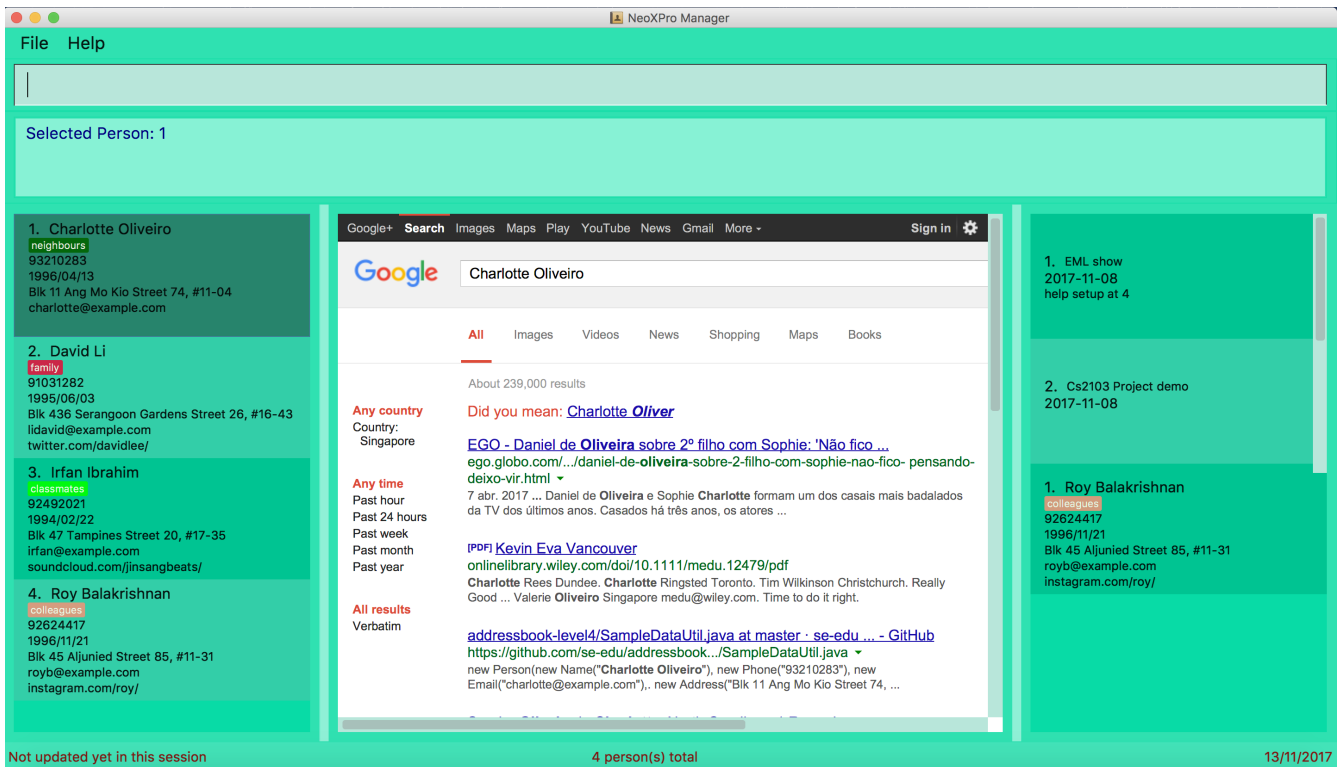 NeoXPro Manager
File Help
Selected Person: 1
1. Charlotte Oliveiro
neighbours
93210283
1996/04/13
Blk 11 Ang Mo Kio Street 74, #11-04
charlotte@example.com
2. David Li
family
91031282
1995/06/03
Blk 436 Serangoon Gardens Street 26, #16-43
lidavid@example.com
twitter.com/davidlee/
3. Irfan Ibrahim
classmates
92492021
1994/02/22
Blk 47 Tampines Street 20, #17-35
irfan@example.com
soundcloud.com/jinsangbeats/
4. Roy Balakrishnan
colleagues
92624417
1996/11/21
Blk 45 Aljunied Street 85, #11-31
royb@example.com
instagram.com/roy/
Google+ Search Images Maps Play YouTube News Gmail More Sign in
Google
Charlotte Oliveiro
All Images Videos News Shopping Maps Books
About 239,000 results
Any country
Country:
Singapore
Any time
Past hour
Past 24 hours
Past week
Past month
Past year
All results
Verbatim
Did you mean: Charlotte Oliver
EGO - Daniel de Oliveira sobre 2º filho com Sophie: 'Não fico ...
ego.globo.com/.../daniel-de-oliveira-sobre-2-filho-com-sophie-nao-fico- pensando-
deixo-vir.html
7 abr. 2017 ... Daniel de Oliveira e Sophie Charlotte formam um dos casais mais badalados
da TV dos últimos anos. Casados há três anos, os atores ...
[PDF] Kevin Eva Vancouver
onlinelibrary.wiley.com/doi/10.1111/medu.12479/pdf
Charlotte Rees Dundee. Charlotte Ringsted Toronto. Tim Wilkinson Christchurch. Really
Good ... Valerie Oliveiro Singapore medu@wiley.com. Time to do it right.
addressbook-level4/SampleDataUtil.java at master · se-edu ... - GitHub
https://github.com/se-edu/addressbook.../SampleDataUtil.java
new Person(new Name("Charlotte Oliveiro"), new Phone("93210283"), new
Email("charlotte@example.com"),. new Address("Blk 11 Ang Mo Kio Street 74, ...
1. EML show
2017-11-08
help setup at 4
2. Cs2103 Project demo
2017-11-08
1. Roy Balakrishnan
colleagues
92624417
1996/11/21
Blk 45 Aljunied Street 85, #11-31
royb@example.com
instagram.com/roy/
Not updated yet in this session
4 person(s) total
13/11/2017